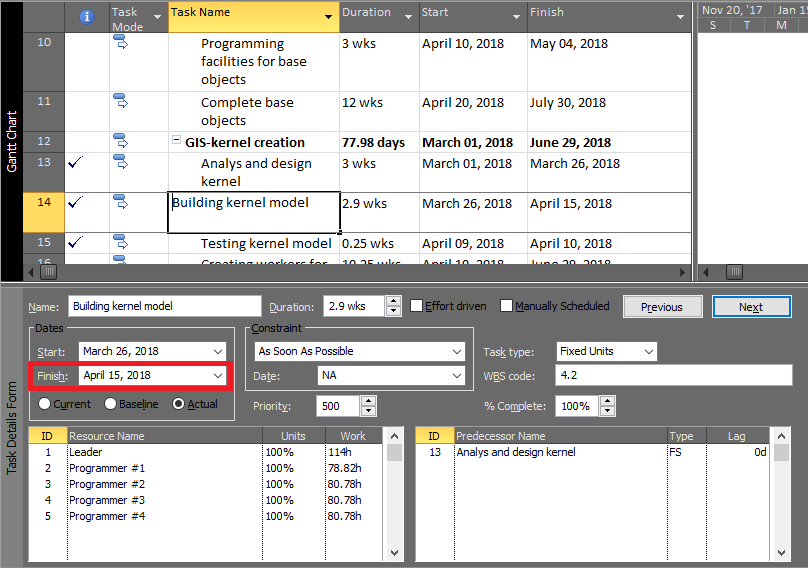 Gantt Chart
Task Mode Task Name Duration Start Finish Nov 20, '17 Jan 15
S T M
10 Programming facilities for base objects 3 wks April 10, 2018 May 04, 2018
11 Complete base objects 12 wks April 20, 2018 July 30, 2018
12 GIS-kernel creation 77.98 days March 01, 2018 June 29, 2018
13 Analys and design kernel 3 wks March 01, 2018 March 26, 2018
14 Building kernel model 2.9 wks March 26, 2018 April 15, 2018
15 Testing kernel model 0.25 wks April 09, 2018 April 10, 2018
16 Creating workers for 10.25 wks April 10, 2018 June 29, 2018
Task Details Form
Name: Building kernel model Duration: 2.9 wks Effort driven Manually Scheduled Previous Next
Dates Constraint
Start: March 26, 2018 As Soon As Possible Task type: Fixed Units
Finish: April 15, 2018 Date: NA WBS code: 4.2
Current Baseline Actual Priority: 500 % Complete: 100%
ID Resource Name Units Work ID Predecessor Name Type Lag
1 Leader 100% 114h 13 Analys and design kernel FS 0d
2 Programmer #1 100% 78.82h
3 Programmer #2 100% 80.78h
4 Programmer #3 100% 80.78h
5 Programmer #4 100% 80.78h